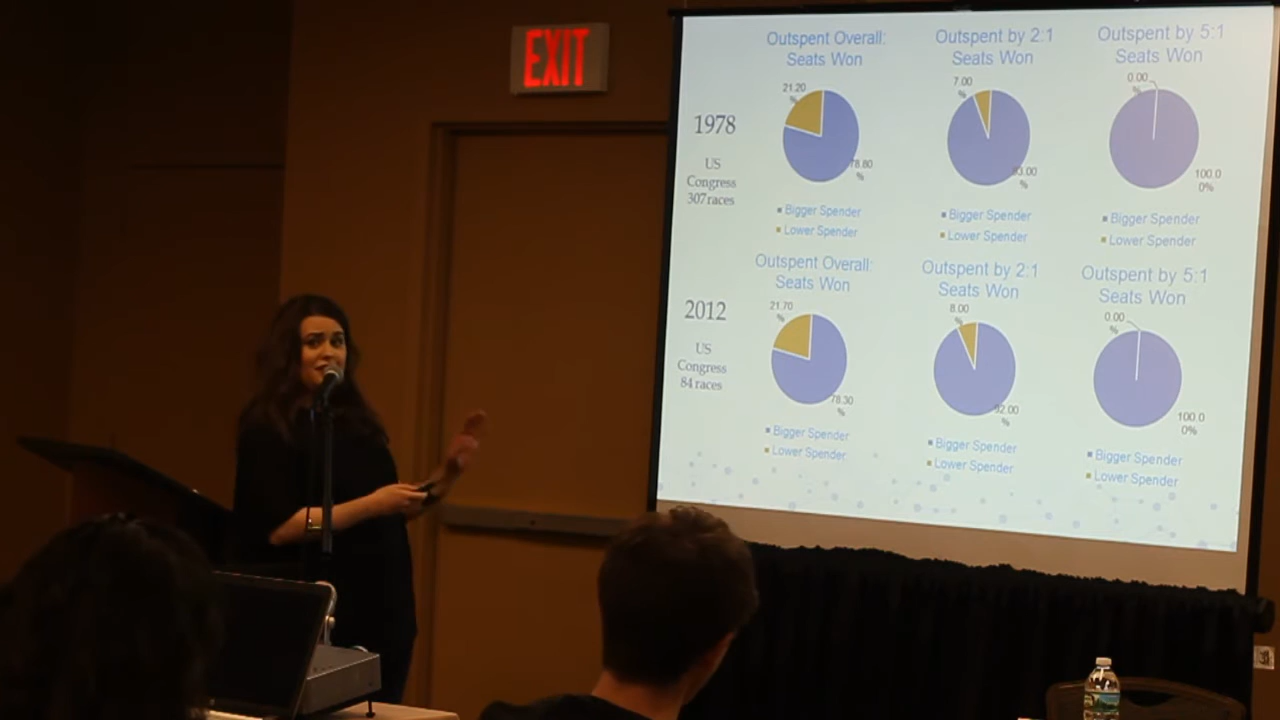 EXIT
Outspent Overall:
Seats Won
Outspent by 2:1
Seats Won
Outspent by 5:1
Seats Won
1978
US
Congress
307 races
21.20
%
78.80
%
7.00
%
93.00
%
0.00
%
100.0
0%
Bigger Spender
Lower Spender
Bigger Spender
Lower Spender
Bigger Spender
Lower Spender
Outspent Overall:
Seats Won
Outspent by 2:1
Seats Won
Outspent by 5:1
Seats Won
2012
US
Congress
84 races
21.70
%
78.30
%
8.00
%
92.00
%
0.00
%
100.0
0%
Bigger Spender
Lower Spender
Bigger Spender
Lower Spender
Bigger Spender
Lower Spender